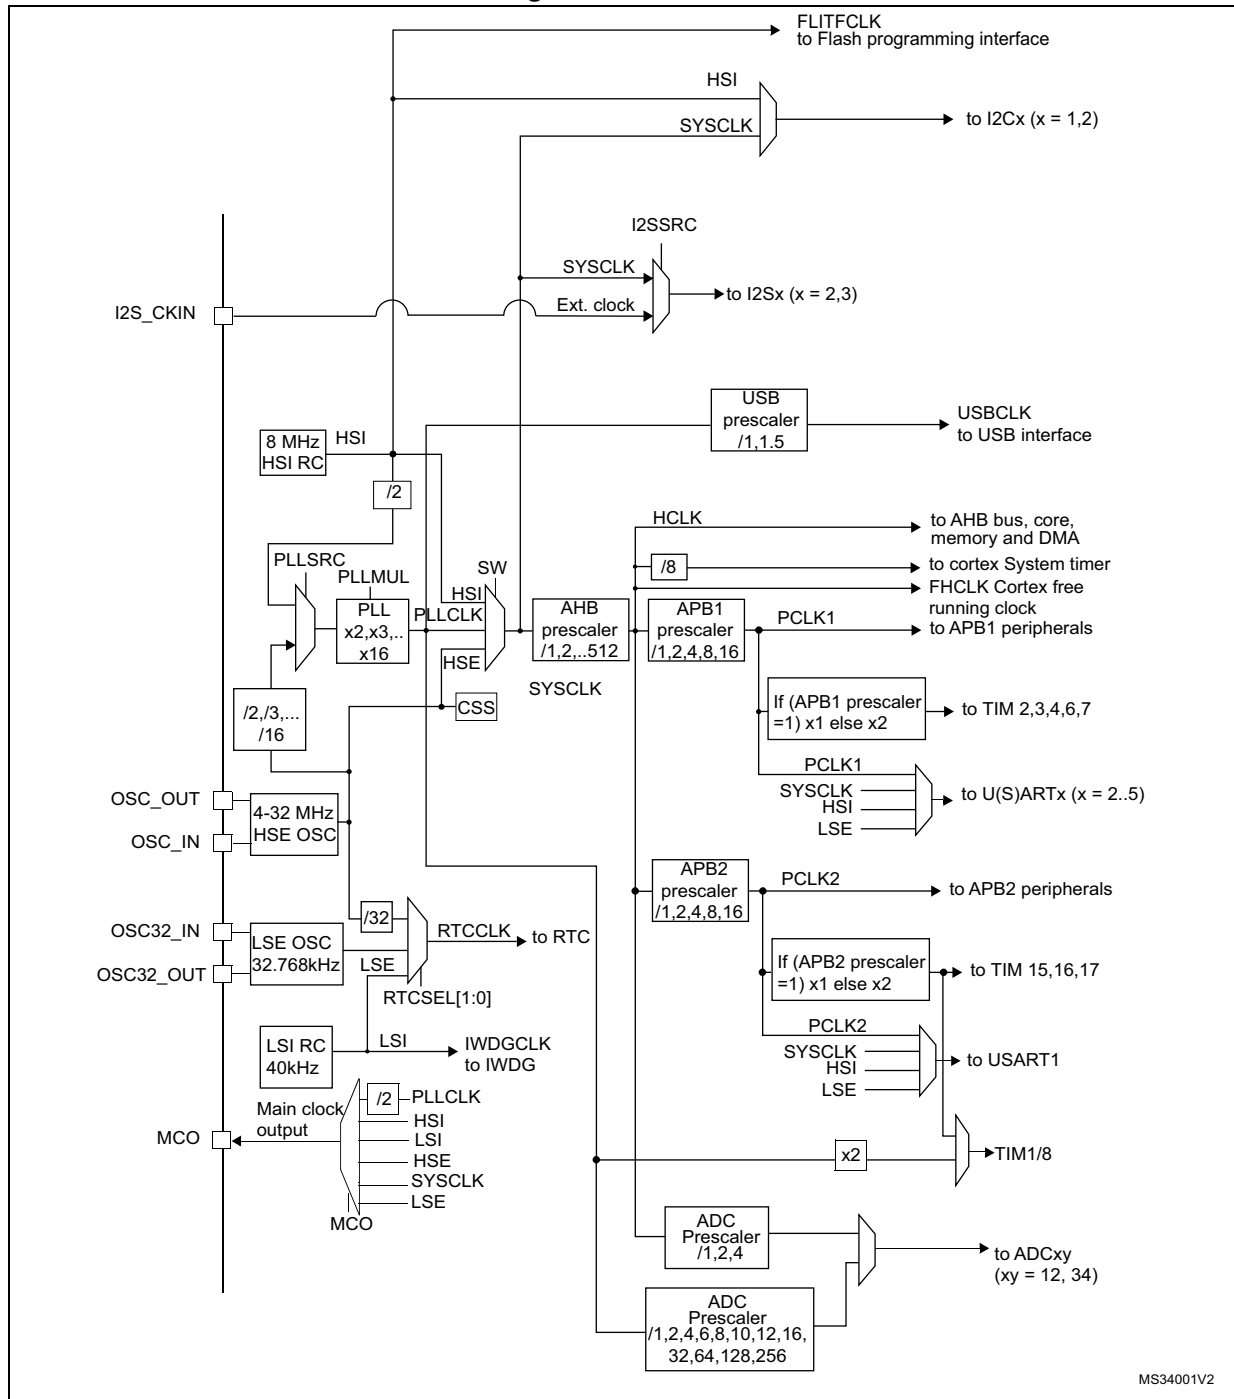 FLITFCLK
to Flash programming interface
HSI
SYSCLK
to I2Cx (x = 1,2)
I2SSRC
SYSCLK
to I2Sx (x = 2,3)
Ext. clock
I2S_CKIN
USB
prescaler
/1,1.5
USBCLK
to USB interface
8 MHz
HSI RC
HSI
/2
HCLK
to AHB bus, core,
memory and DMA
/8
to cortex System timer
FHCLK Cortex free
running clock
PLLSRC
PLLMUL
PLL
x2,x3,..
x16
SW
HSI
PLLCLK
HSE
AHB
prescaler
/1,2,..512
APB1
prescaler
/1,2,4,8,16
PCLK1
to APB1 peripherals
SYSCLK
CSS
/2,/3,...
/16
If (APB1 prescaler
=1) x1 else x2
to TIM 2,3,4,6,7
PCLK1
SYSCLK
HSI
LSE
to U(S)ARTx (x = 2..5)
OSC_OUT
OSC_IN
4-32 MHz
HSE OSC
APB2
prescaler
/1,2,4,8,16
PCLK2
to APB2 peripherals
/32
OSC32_IN
OSC32_OUT
LSE OSC
32.768kHz
LSE
RTCCLK
to RTC
RTCSEL[1:0]
If (APB2 prescaler
=1) x1 else x2
to TIM 15,16,17
LSI RC
40kHz
LSI
IWDGCLK
to IWDG
PCLK2
SYSCLK
HSI
LSE
to USART1
MCO
Main clock
output
/2
PLLCLK
HSI
LSI
HSE
SYSCLK
LSE
MCO
x2
TIM1/8
ADC
Prescaler
/1,2,4
to ADCxy
(xy = 12, 34)
ADC
Prescaler
/1,2,4,6,8,10,12,16,
32,64,128,256
MS34001V2